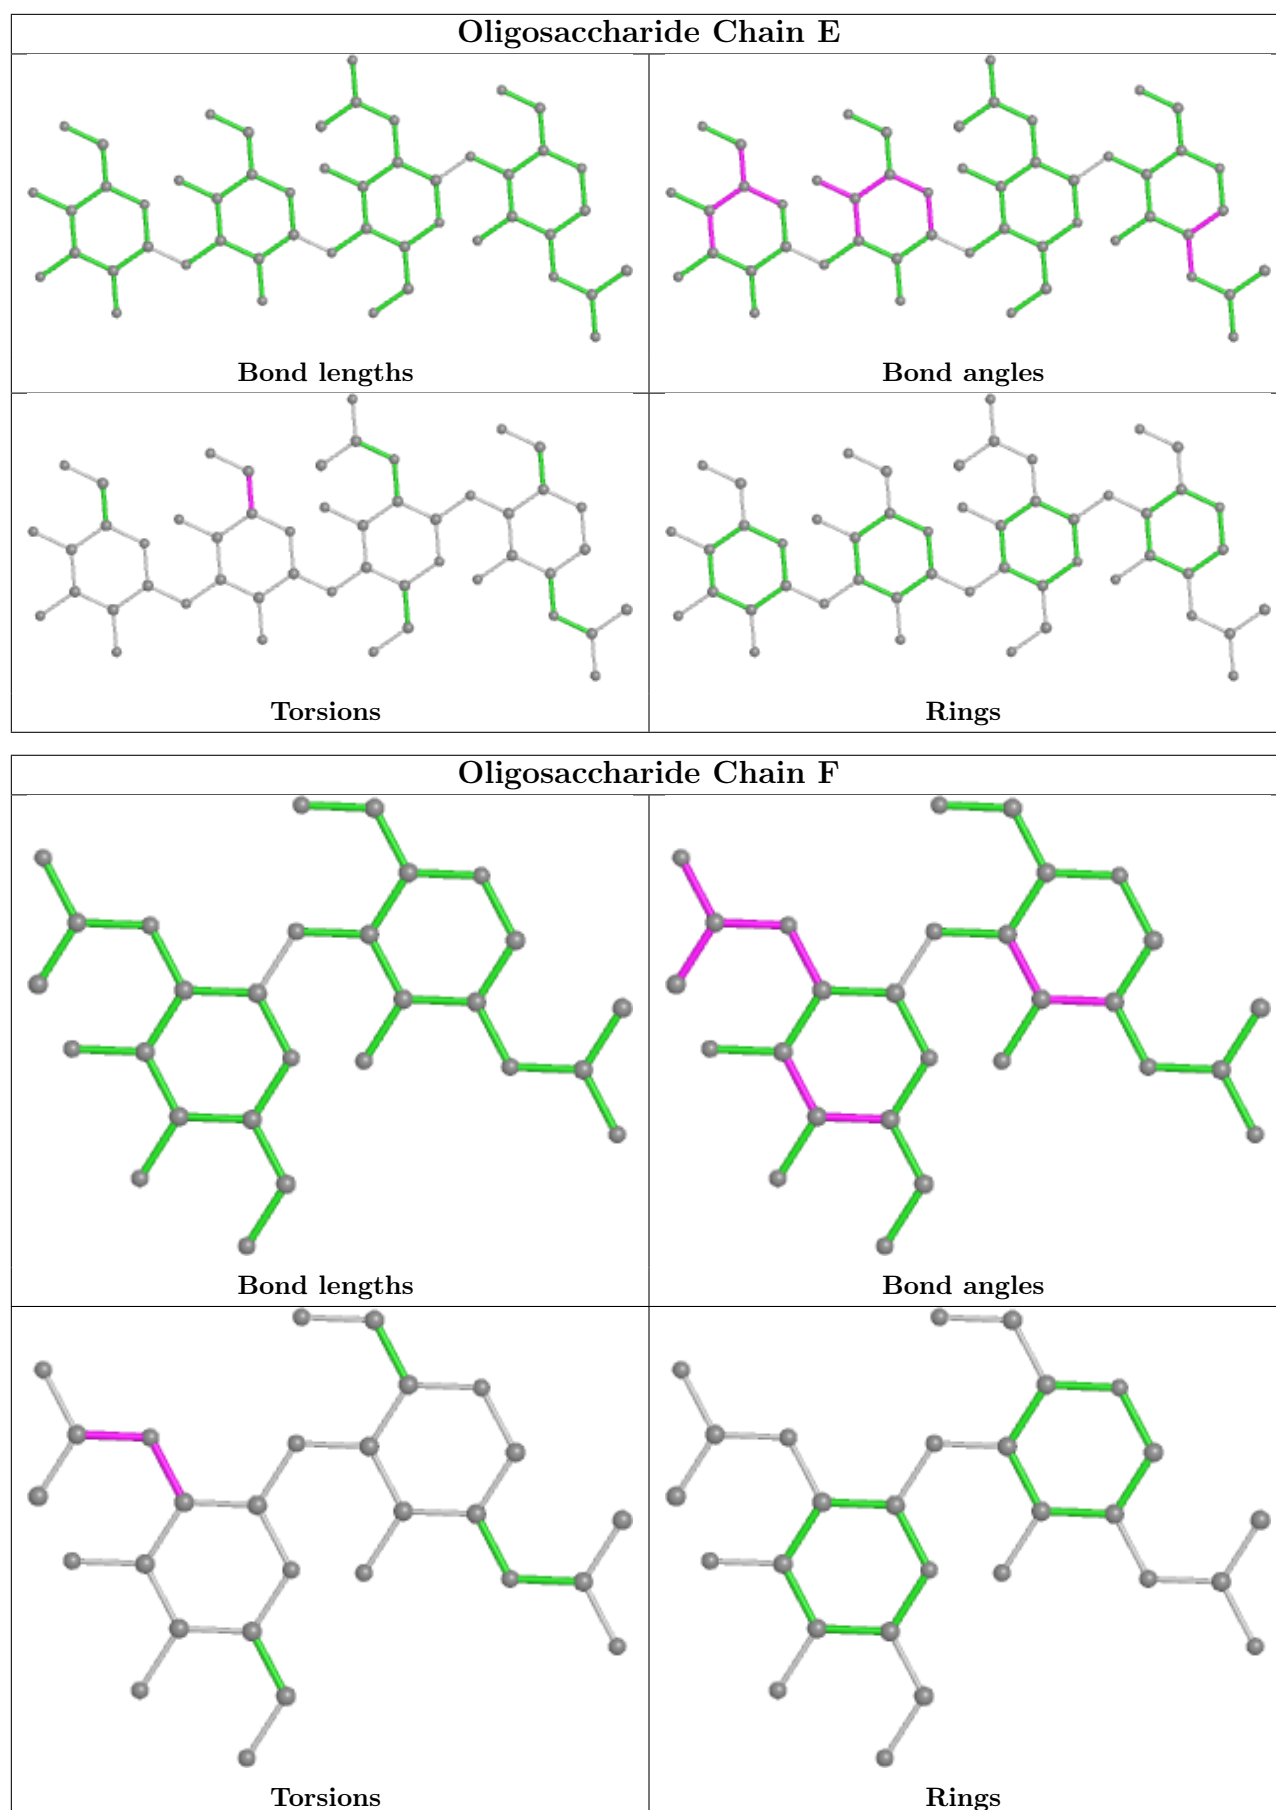 Oligosaccharide Chain E
Bond lengths
Bond angles
Torsions
Rings
Oligosaccharide Chain F
Bond lengths
Bond angles
Torsions
Rings